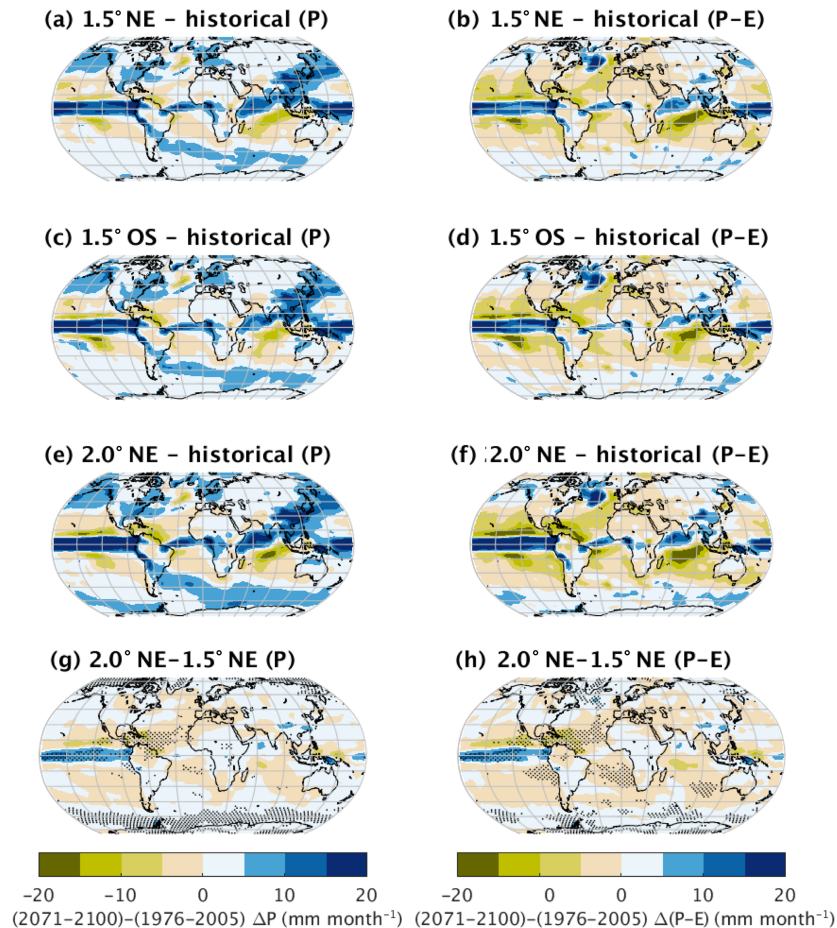 (a) 1.5° NE – historical (P)
(b) 1.5° NE – historical (P–E)
(c) 1.5° OS – historical (P)
(d) 1.5° OS – historical (P–E)
(e) 2.0° NE – historical (P)
(f) 2.0° NE – historical (P–E)
(g) 2.0° NE–1.5° NE (P)
(h) 2.0° NE–1.5° NE (P–E)
–20 –10 0 10 20
–20 0 0 10 20
(2071–2100)–(1976–2005) ΔP (mm month⁻¹)
(2071–2100)–(1976–2005) Δ(P–E) (mm month⁻¹)